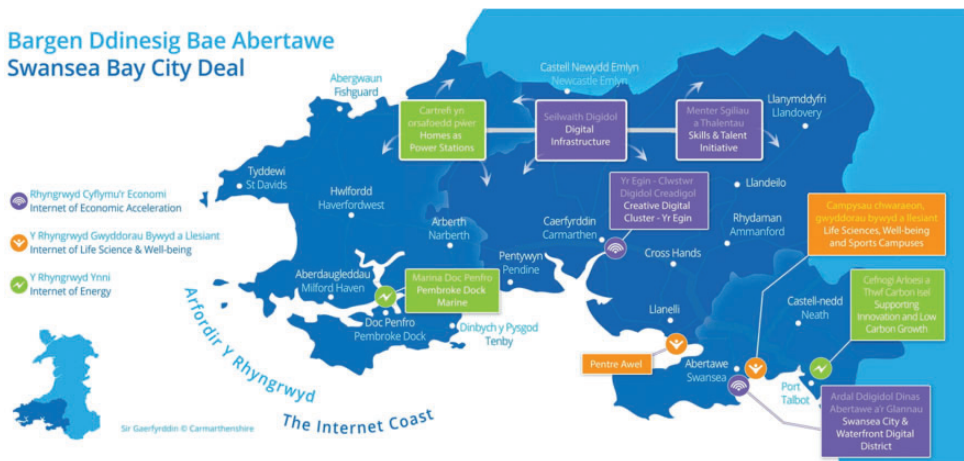 Bargen Ddinesig Bae Abertawe
Swansea Bay City Deal
Abergwaun
Fishguard
Castell Newydd Emlyn
Newcastle Emlyn
Llanymddyfri
Llandovery
Cartrefi yn
orsafoedd pŵer
Homes as
Power Stations
Seilwaith Digidol
Digital
Infrastructure
Menter Sgiliau
a Thalentau
Skills & Talent
Initiative
Tyddewi
St Davids
Rhyngrwyd Cyflymu'r Economi
Internet of Economic Acceleration
Y Rhyngrwyd Gwyddorau Bywyd a Llesiant
Internet of Life Science & Well-being
Y Rhyngrwyd Ynni
Internet of Energy
Hwlfordd
Haverfordwest
Arberth
Narberth
Yr Egin - Clwstwr
Digidol Creadigol
Creative Digital
Cluster - Yr Egin
Caerfyrddin
Carmarthen
Llandeilo
Rhydaman
Ammanford
Campysau chwaraeon,
gwyddorau bywyd a llesiant
Life Sciences, Well-being
and Sports Campuses
Pentywyn
Pendine
Cross Hands
Aberdaugleddau
Milford Haven
Marina Doc Penfro
Pembroke Dock
Marine
Doc Penfro
Pembroke Dock
Dinbych y Pysgod
Tenby
Llanelli
Castell-nedd
Neath
Cefnogi Arloesi a
Thwf Carbon Isel
Supporting
Innovation and Low
Carbon Growth
Pentre Awel
Abertawe
Swansea
Port
Talbot
Ardal Ddigidol Dinas
Abertawe a'r Glannau
Swansea City &
Waterfront Digital
District
Arfordir Y Rhyngrwyd
The Internet Coast
Sir Gaerfyrddin © Carmarthenshire